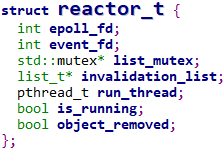 struct reactor_t {
int epoll_fd;
int event_fd;
std::mutex* list_mutex;
list_t* invalidation_list;
pthread_t run_thread;
bool is_running;
bool object_removed;
};